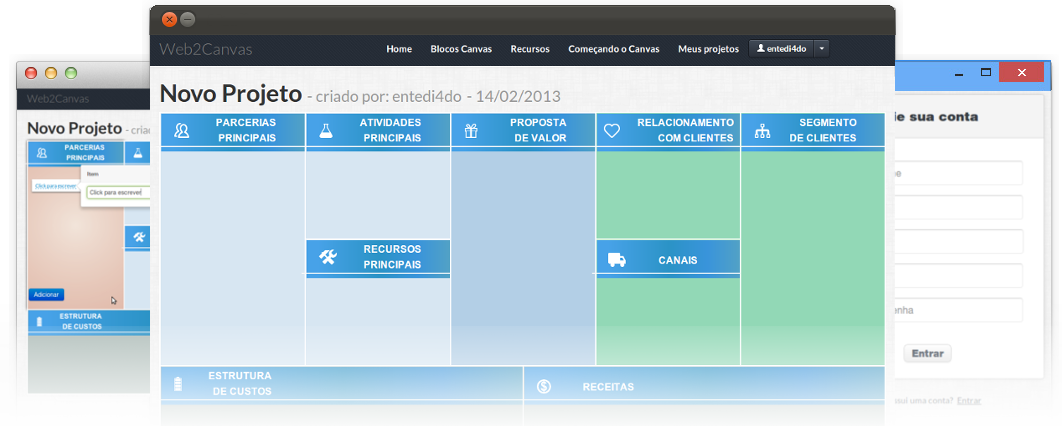 Web2Canvas
Home
Blocos Canvas
Recursos
Começando o Canvas
Meus projetos
entedi4do
Novo Projeto - criado por: entedi4do - 14/02/2013
PARCERIAS
PRINCIPAIS
ATIVIDADES
PRINCIPAIS
PROPOSTA
DE VALOR
RELACIONAMENTO
COM CLIENTES
SEGMENTO
DE CLIENTES
RECURSOS
PRINCIPAIS
CANAIS
ESTRUTURA
DE CUSTOS
RECEITAS
Web2Canvas
Novo Projeto - cria
PARCERIAS
PRINCIPAIS
Item
Click para escrever
Click para escrever!
Adicionar
ESTRUTURA
DE CUSTOS
e sua conta
e
enha
Entrar
sui uma conta? Entrar